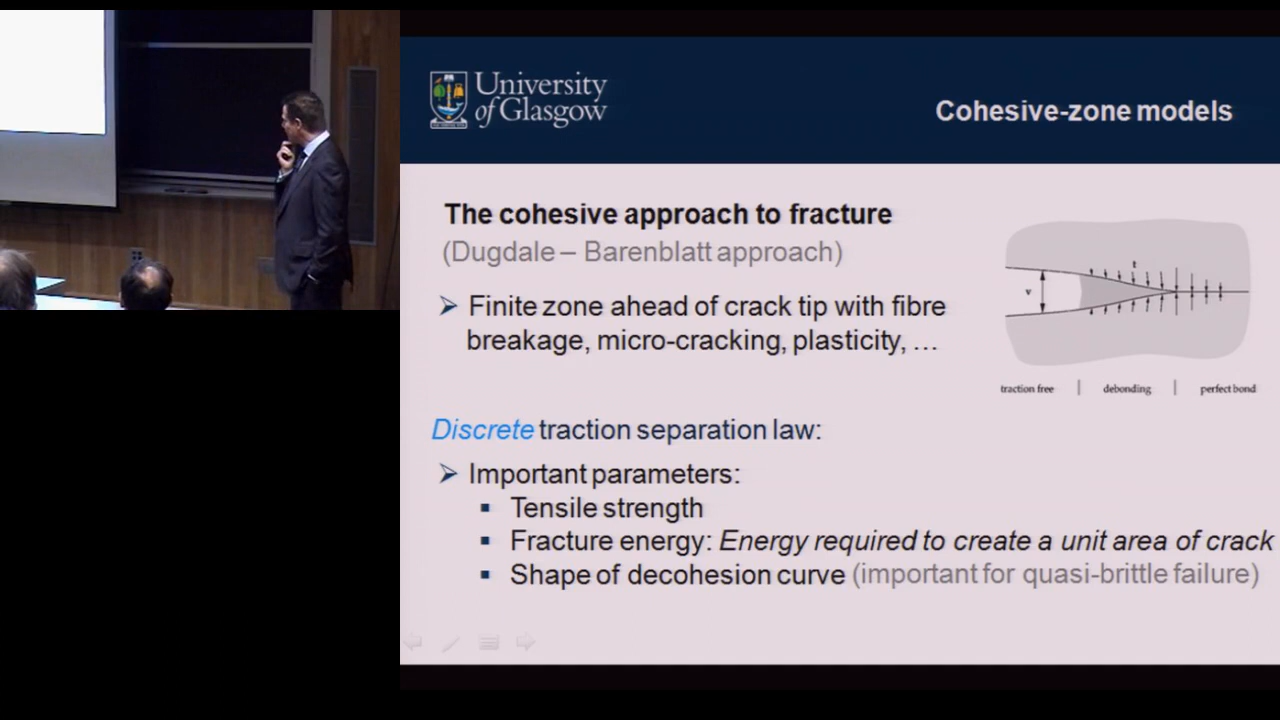 University
of Glasgow
Cohesive-zone models
The cohesive approach to fracture
(Dugdale – Barenblatt approach)
➢ Finite zone ahead of crack tip with fibre
breakage, micro-cracking, plasticity, …
t
v
traction free | debonding | perfect bond
Discrete traction separation law:
➢ Important parameters:
▪ Tensile strength
▪ Fracture energy: Energy required to create a unit area of crack
▪ Shape of decohesion curve (important for quasi-brittle failure)